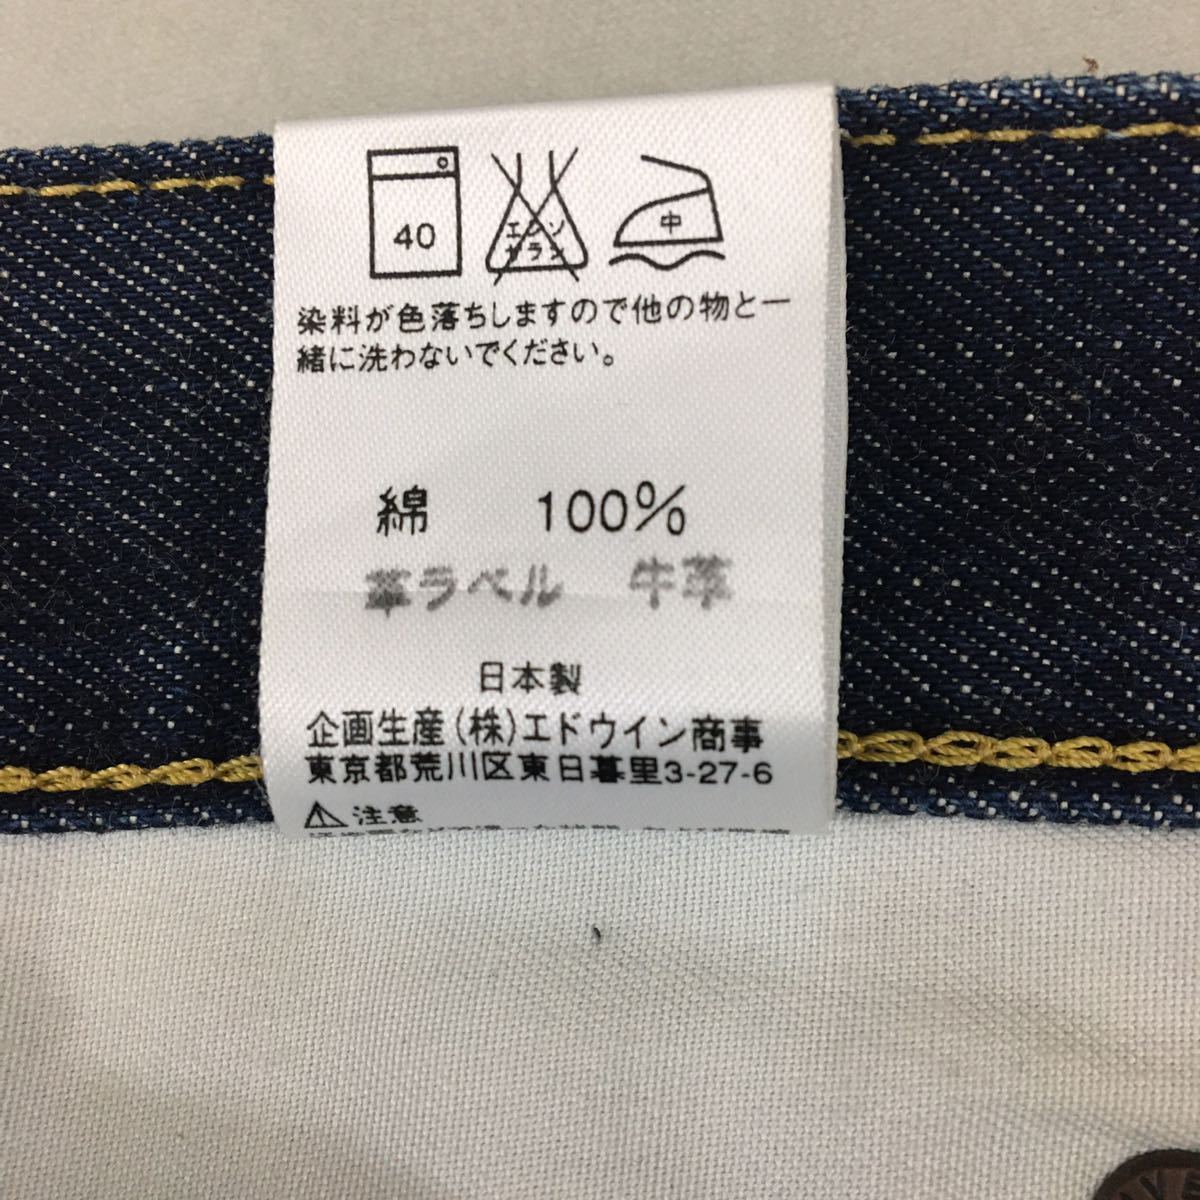 40
エンソ
サラシ
中
染料が色落ちしますので他の物と一
緒に洗わないでください。
綿 100%
革ラベル 牛革
日本製
企画生産(株)エドウイン商事
東京都荒川区東日暮里3-27-6
⚠注意